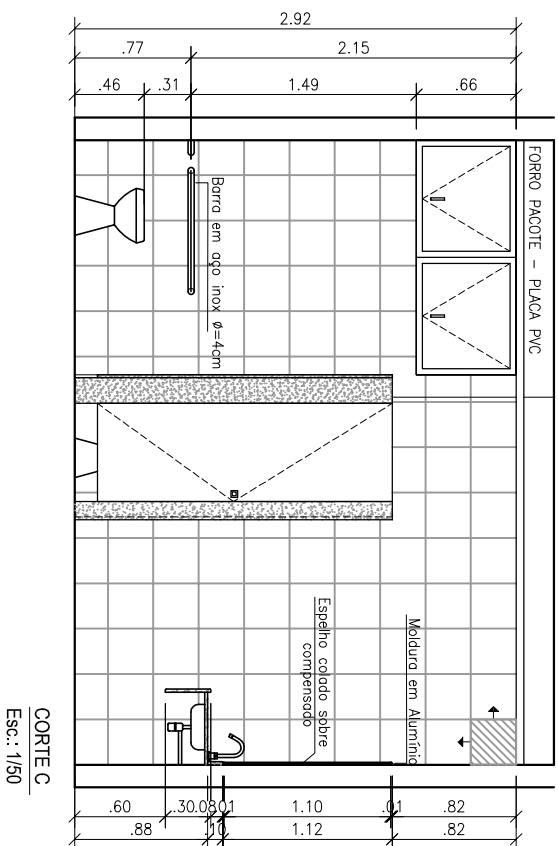 2.92
.77 2.15
.46 .31 1.49 .66
FORRO PACOTE - PLACA PVC
Barra em aço inox Ø=4cm
Espelho colado sobre
compensado
Moldura em Alumínio
.60 .30 .08 .01 1.10 .01 .82
.88 .10 1.12 .82
CORTE C
Esc.: 1/50